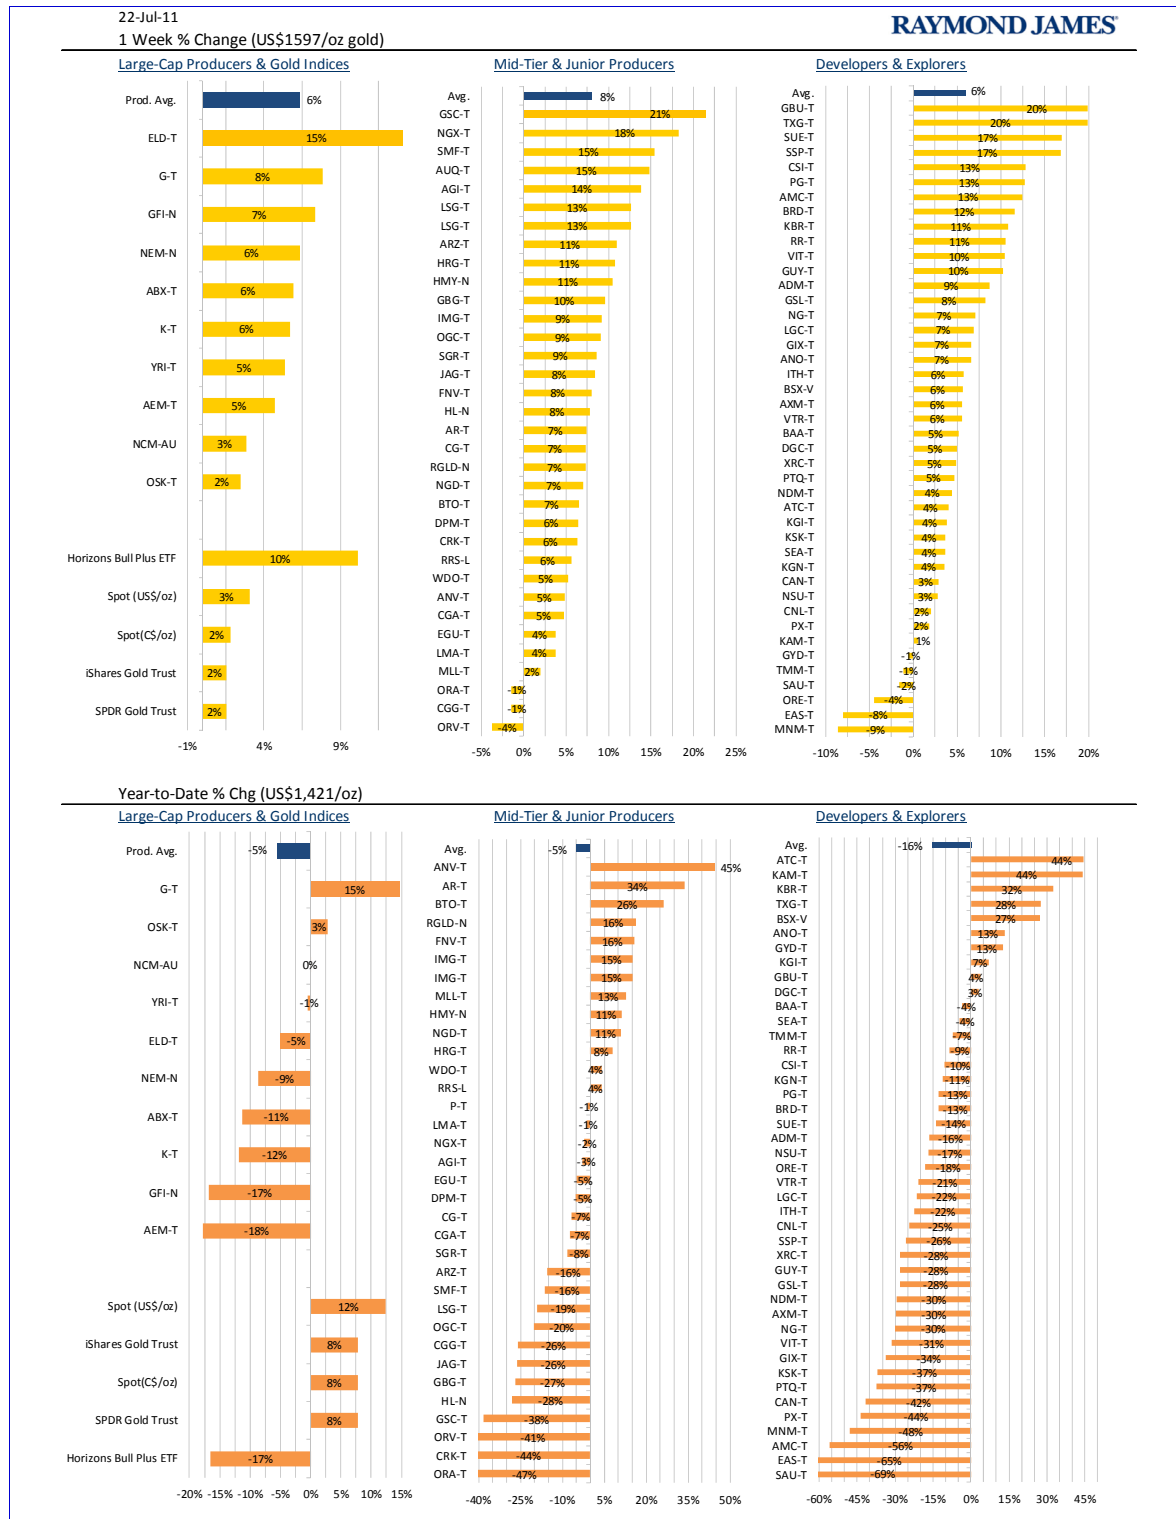 22-Jul-11
RAYMOND JAMES®
1 Week % Change (US$1597/oz gold)
Large-Cap Producers & Gold Indices
Prod. Avg. 6%
ELD-T 15%
G-T 8%
GFI-N 7%
NEM-N 6%
ABX-T 6%
K-T 6%
YRI-T 5%
AEM-T 5%
NCM-AU 3%
OSK-T 2%
Horizons Bull Plus ETF 10%
Spot (US$/oz) 3%
Spot(C$/oz) 2%
iShares Gold Trust 2%
SPDR Gold Trust 2%
-1% 4% 9%
Mid-Tier & Junior Producers
Avg. 8%
GSC-T 21%
NGX-T 18%
SMF-T 15%
AUQ-T 15%
AGI-T 14%
LSG-T 13%
LSG-T 13%
ARZ-T 11%
HRG-T 11%
HMY-N 11%
GBG-T 10%
IMG-T 9%
OGC-T 9%
SGR-T 9%
JAG-T 8%
FNV-T 8%
HL-N 8%
AR-T 7%
CG-T 7%
RGLD-N 7%
NGD-T 7%
BTO-T 7%
DPM-T 6%
CRK-T 6%
RRS-L 6%
WDO-T 5%
ANV-T 5%
CGA-T 5%
EGU-T 4%
LMA-T 4%
MLL-T 2%
ORA-T -1%
CGG-T -1%
ORV-T -4%
-5% 0% 5% 10% 15% 20% 25%
Developers & Explorers
Avg. 6%
GBU-T 20%
TXG-T 20%
SUE-T 17%
SSP-T 17%
CSI-T 13%
PG-T 13%
AMC-T 13%
BRD-T 12%
KBR-T 11%
RR-T 11%
VIT-T 10%
GUY-T 10%
ADM-T 9%
GSL-T 8%
NG-T 7%
LGC-T 7%
GIX-T 7%
ANO-T 7%
ITH-T 6%
BSX-V 6%
AXM-T 6%
VTR-T 6%
BAA-T 5%
DGC-T 5%
XRC-T 5%
PTQ-T 5%
NDM-T 4%
ATC-T 4%
KGI-T 4%
KSK-T 4%
SEA-T 4%
KGN-T 4%
CAN-T 3%
NSU-T 3%
CNL-T 2%
PX-T 2%
KAM-T 1%
GYD-T -1%
TMM-T -1%
SAU-T -2%
ORE-T -4%
EAS-T -8%
MNM-T -9%
-10% -5% 0% 5% 10% 15% 20%
Year-to-Date % Chg (US$1,421/oz)
Large-Cap Producers & Gold Indices
Prod. Avg. -5%
G-T 15%
OSK-T 3%
NCM-AU 0%
YRI-T -1%
ELD-T -5%
NEM-N -9%
ABX-T -11%
K-T -12%
GFI-N -17%
AEM-T -18%
Spot (US$/oz) 12%
iShares Gold Trust 8%
Spot(C$/oz) 8%
SPDR Gold Trust 8%
Horizons Bull Plus ETF -17%
-20% -15% -10% -5% 0% 5% 10% 15%
Mid-Tier & Junior Producers
Avg. -5%
ANV-T 45%
AR-T 34%
BTO-T 26%
RGLD-N 16%
FNV-T 16%
IMG-T 15%
IMG-T 15%
MLL-T 13%
HMY-N 11%
NGD-T 11%
HRG-T 8%
WDO-T 4%
RRS-L 4%
P-T -1%
LMA-T -1%
NGX-T -2%
AGI-T -3%
EGU-T -5%
DPM-T -5%
CG-T -7%
CGA-T -7%
SGR-T -8%
ARZ-T -16%
SMF-T -16%
LSG-T -19%
OGC-T -20%
CGG-T -26%
JAG-T -26%
GBG-T -27%
HL-N -28%
GSC-T -38%
ORV-T -41%
CRK-T -44%
ORA-T -47%
-40% -25% -10% 5% 20% 35% 50%
Developers & Explorers
Avg. -16%
ATC-T 44%
KAM-T 44%
KBR-T 32%
TXG-T 28%
BSX-V 27%
ANO-T 13%
GYD-T 13%
KGI-T 7%
GBU-T 4%
DGC-T 3%
BAA-T -4%
SEA-T -4%
TMM-T -7%
RR-T -9%
CSI-T -10%
KGN-T -11%
PG-T -13%
BRD-T -13%
SUE-T -14%
ADM-T -16%
NSU-T -17%
ORE-T -18%
VTR-T -21%
LGC-T -22%
ITH-T -22%
CNL-T -25%
SSP-T -26%
XRC-T -28%
GUY-T -28%
GSL-T -28%
NDM-T -30%
AXM-T -30%
NG-T -30%
VIT-T -31%
GIX-T -34%
KSK-T -37%
PTQ-T -37%
CAN-T -42%
PX-T -44%
MNM-T -48%
AMC-T -56%
EAS-T -65%
SAU-T -69%
-60% -45% -30% -15% 0% 15% 30% 45%